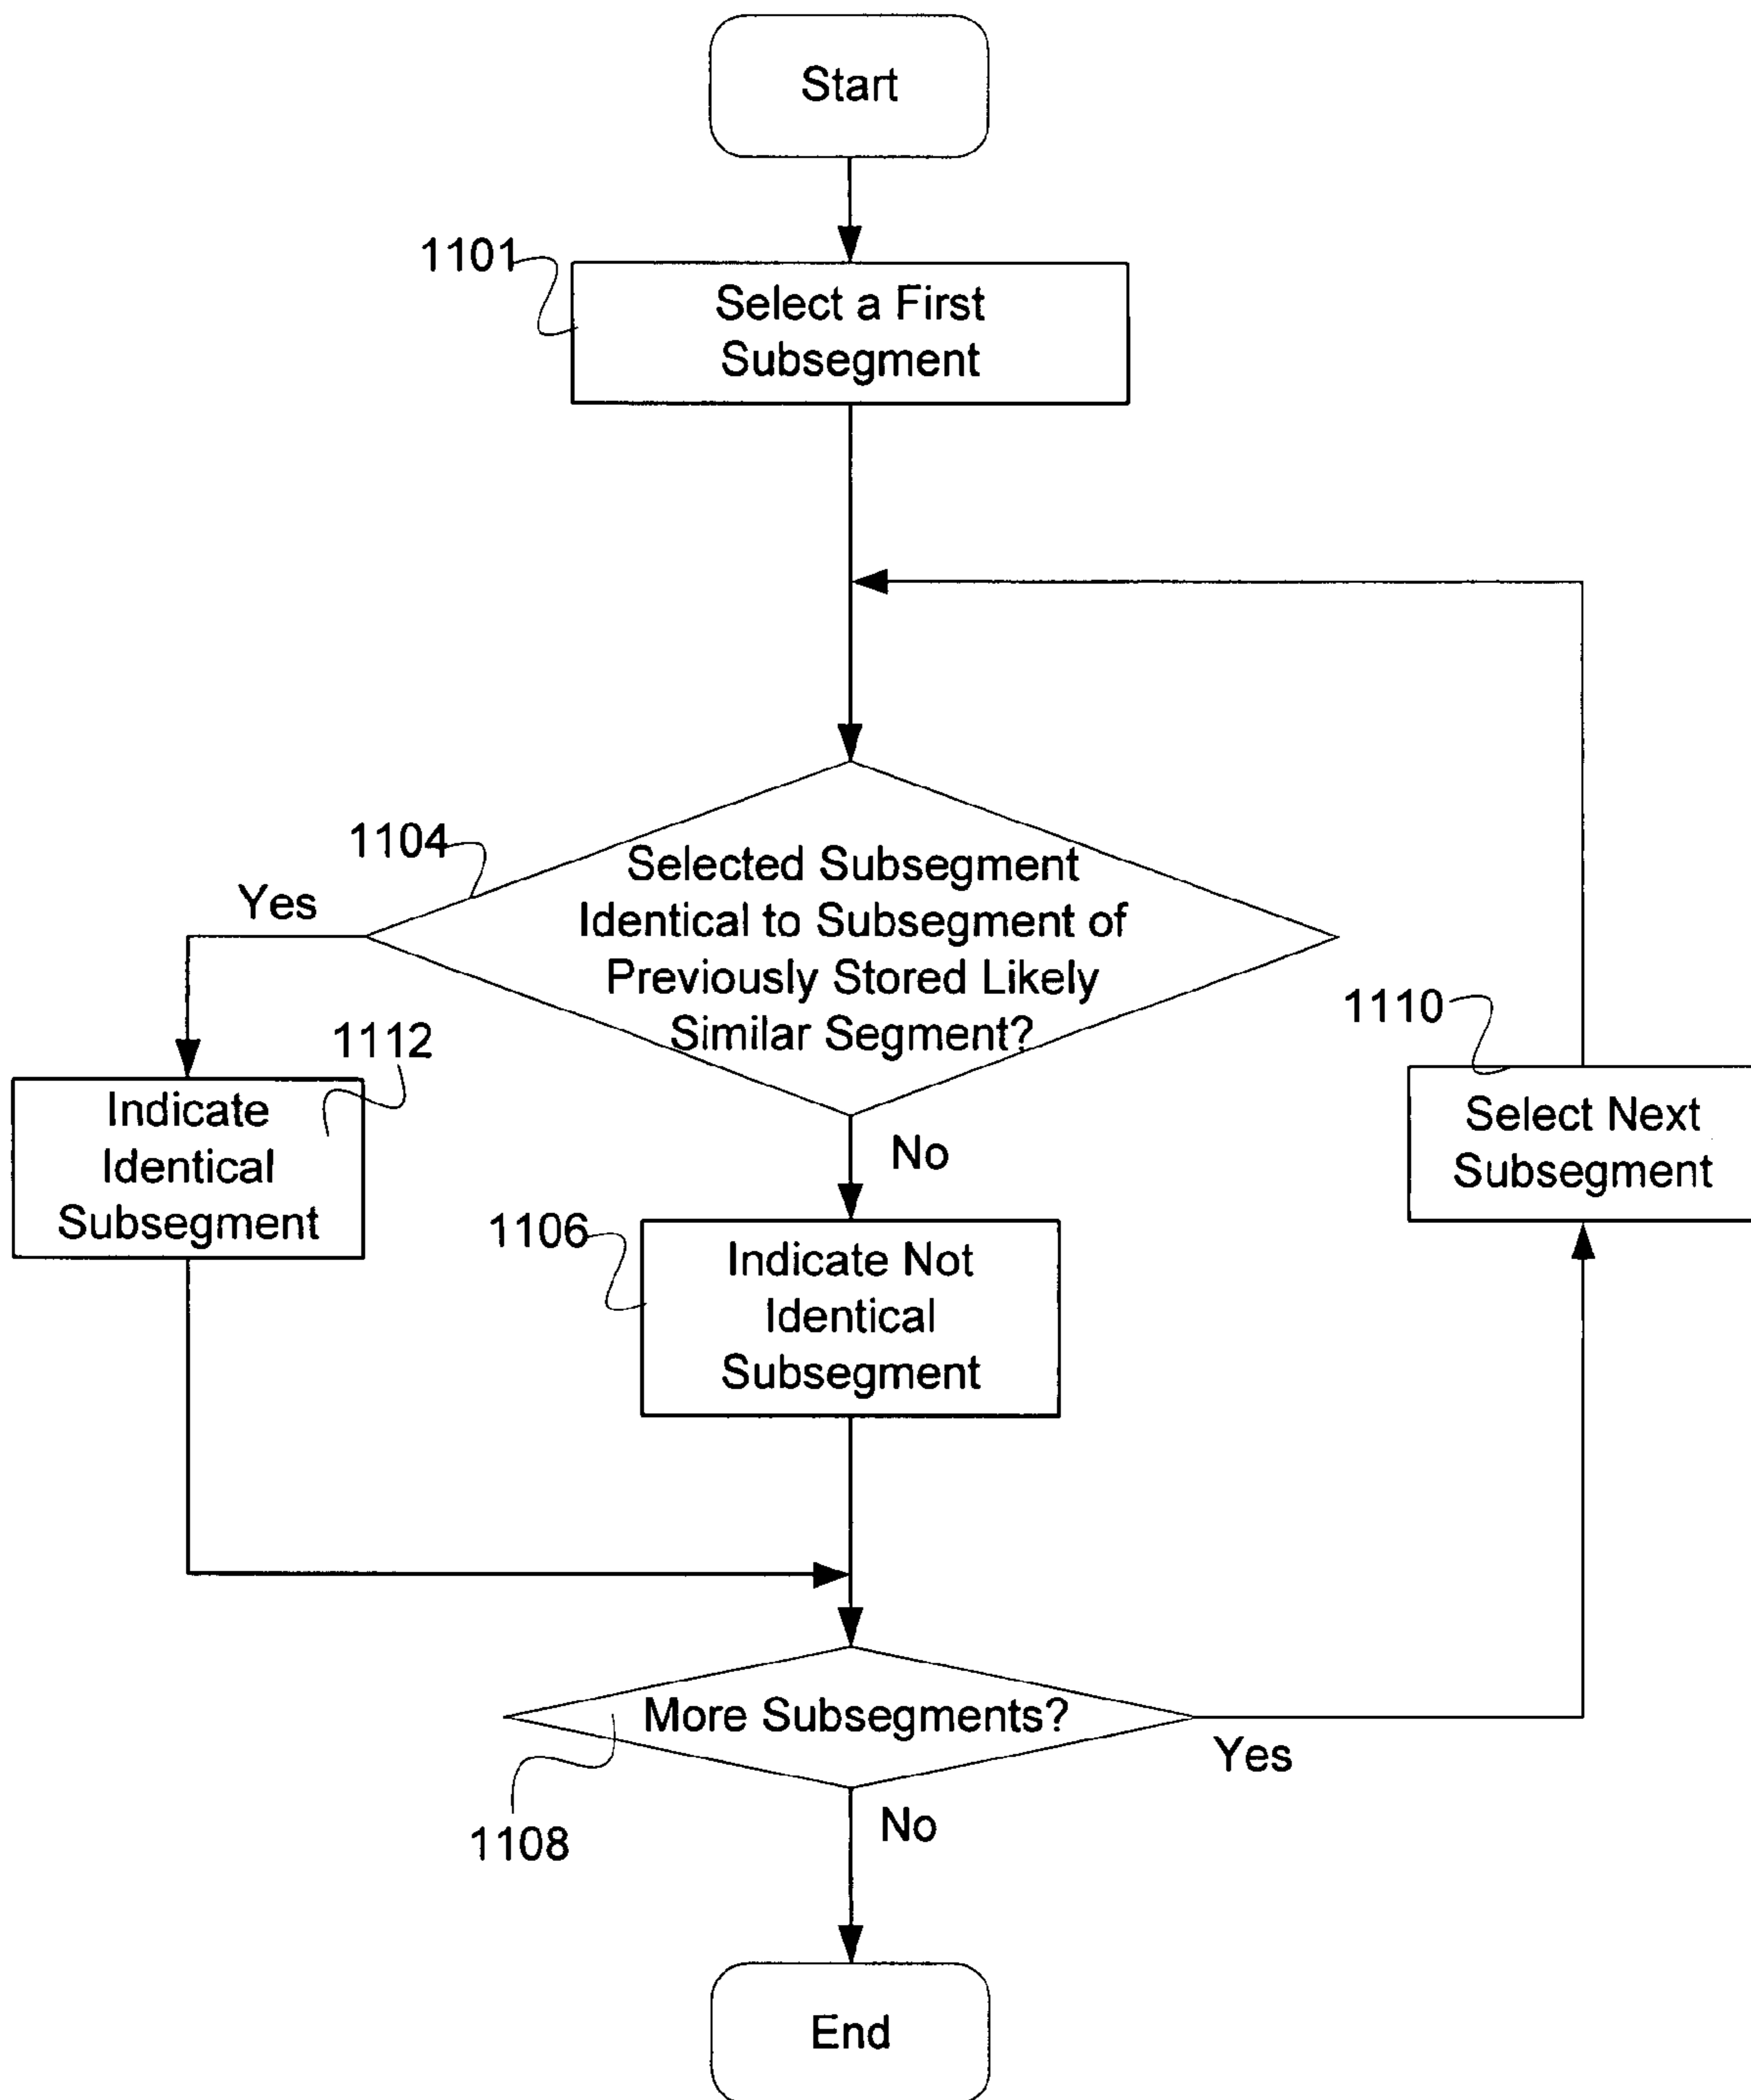 Start
1101
Select a First
Subsegment
1104
Selected Subsegment
Identical to Subsegment of
Previously Stored Likely
Similar Segment?
Yes
1112
Indicate
Identical
Subsegment
No
1106
Indicate Not
Identical
Subsegment
1110
Select Next
Subsegment
More Subsegments?
Yes
1108
No
End